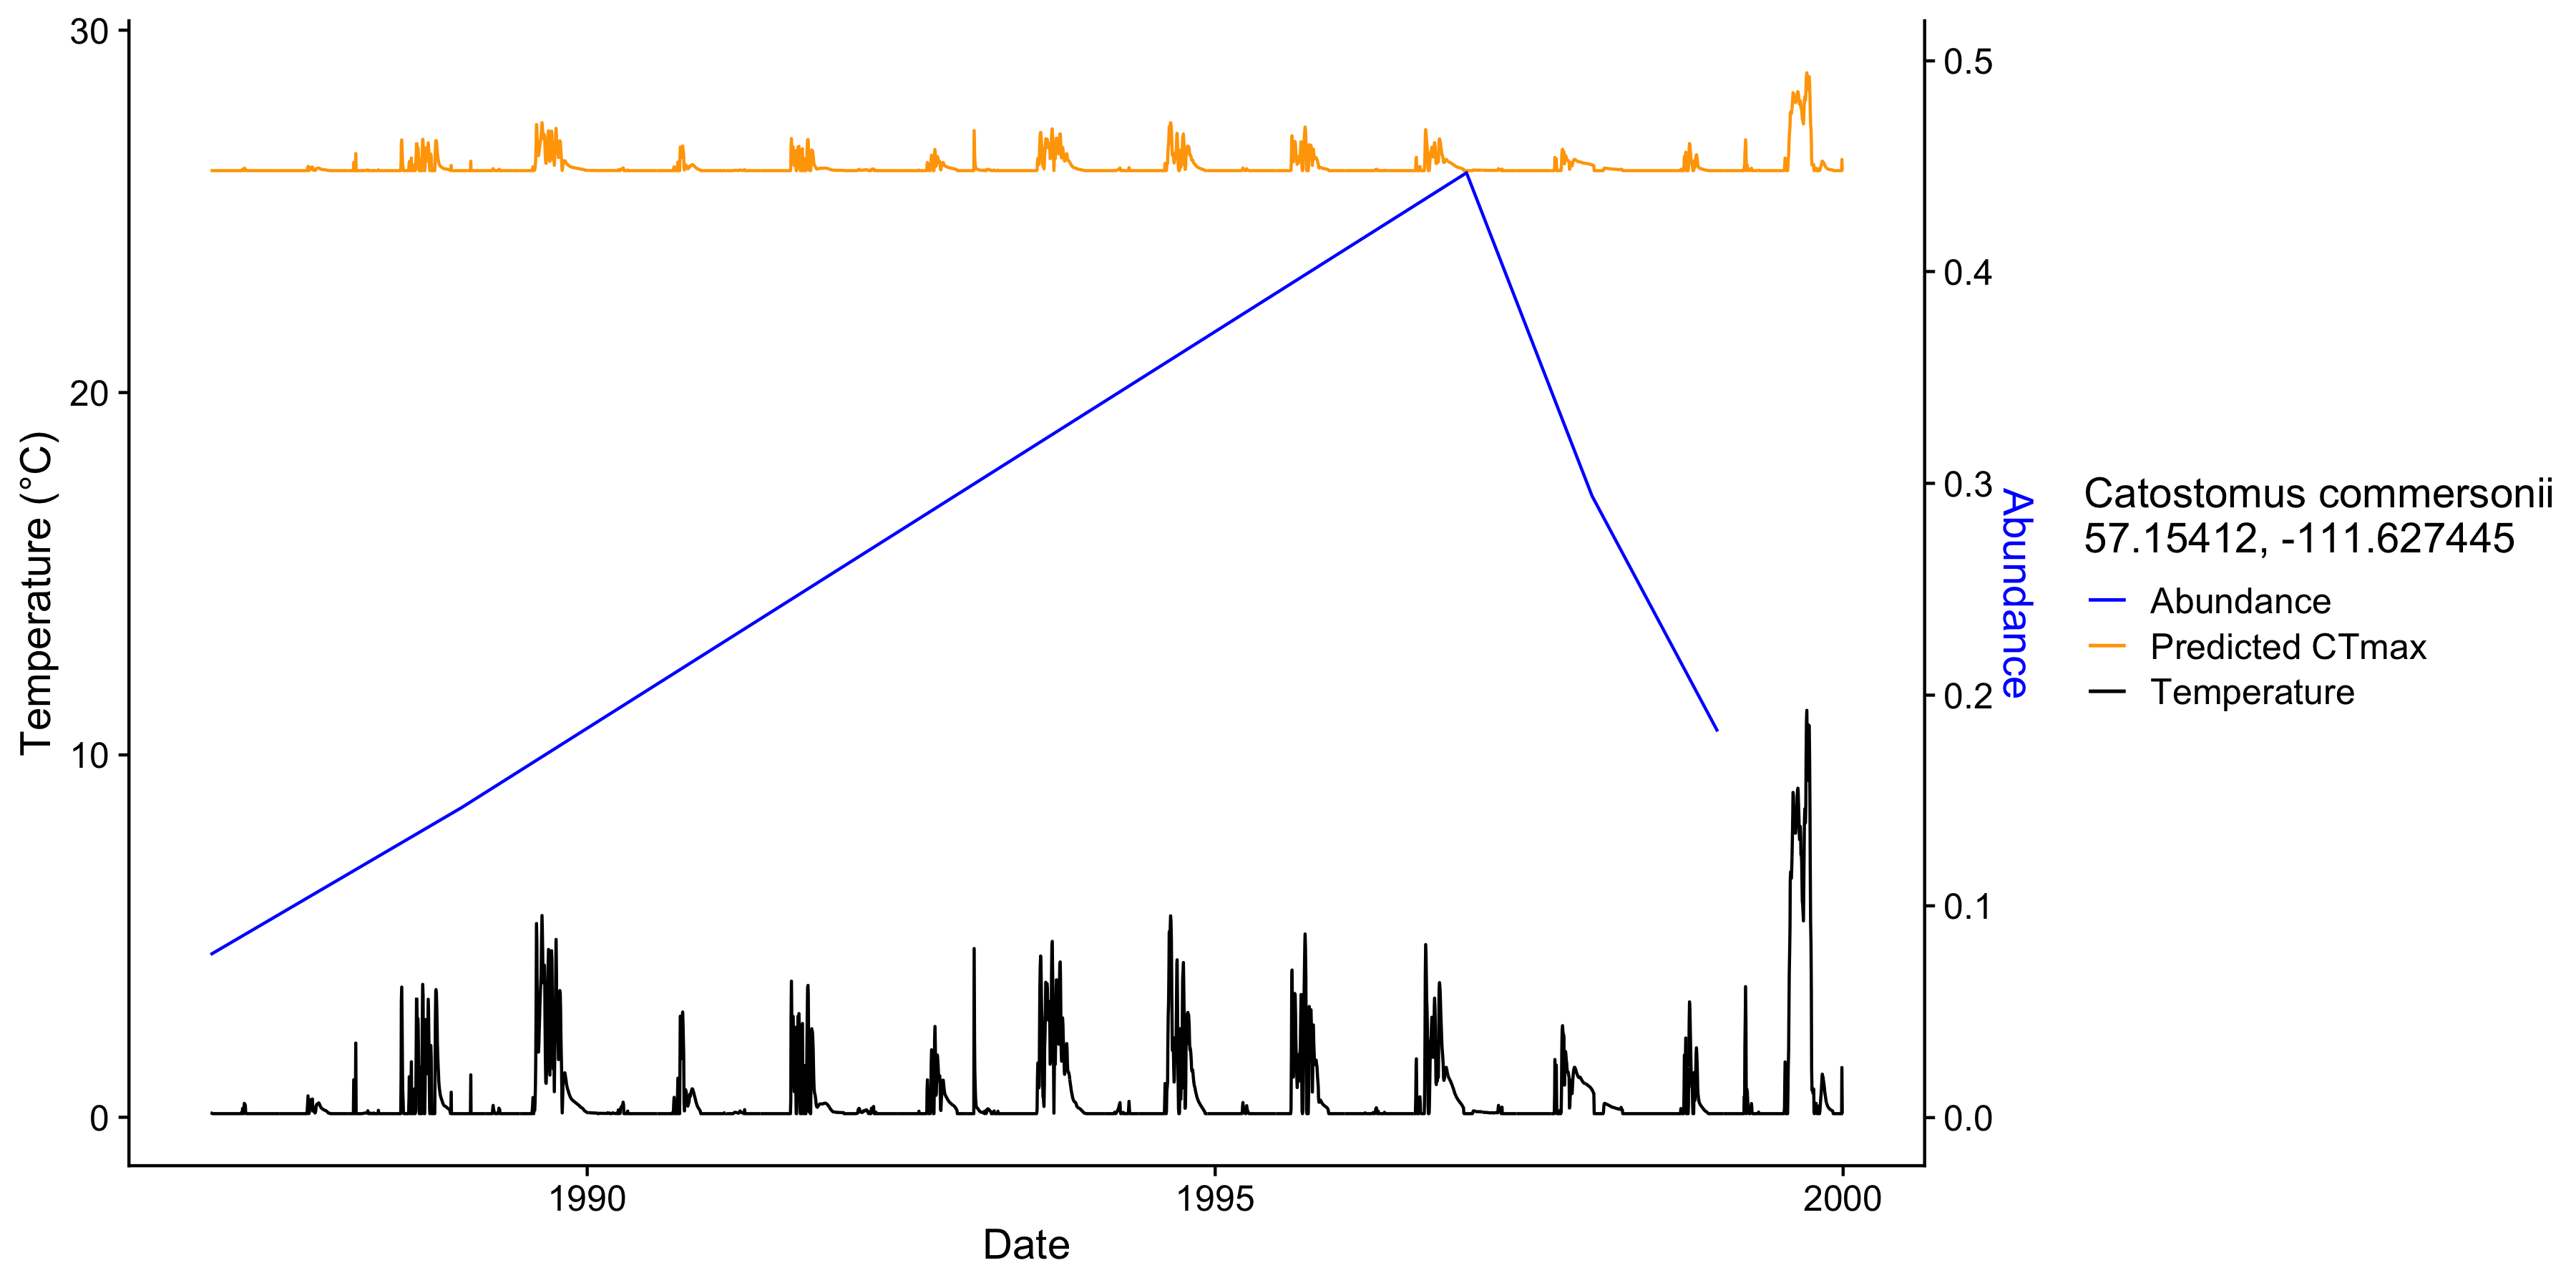 30
20
10
0
Temperature (°C)
1990
1995
2000
Date
0.5
0.4
0.3
0.2
0.1
0.0
Abundance
Catostomus commersonii
57.15412, -111.627445
Abundance
Predicted CTmax
Temperature